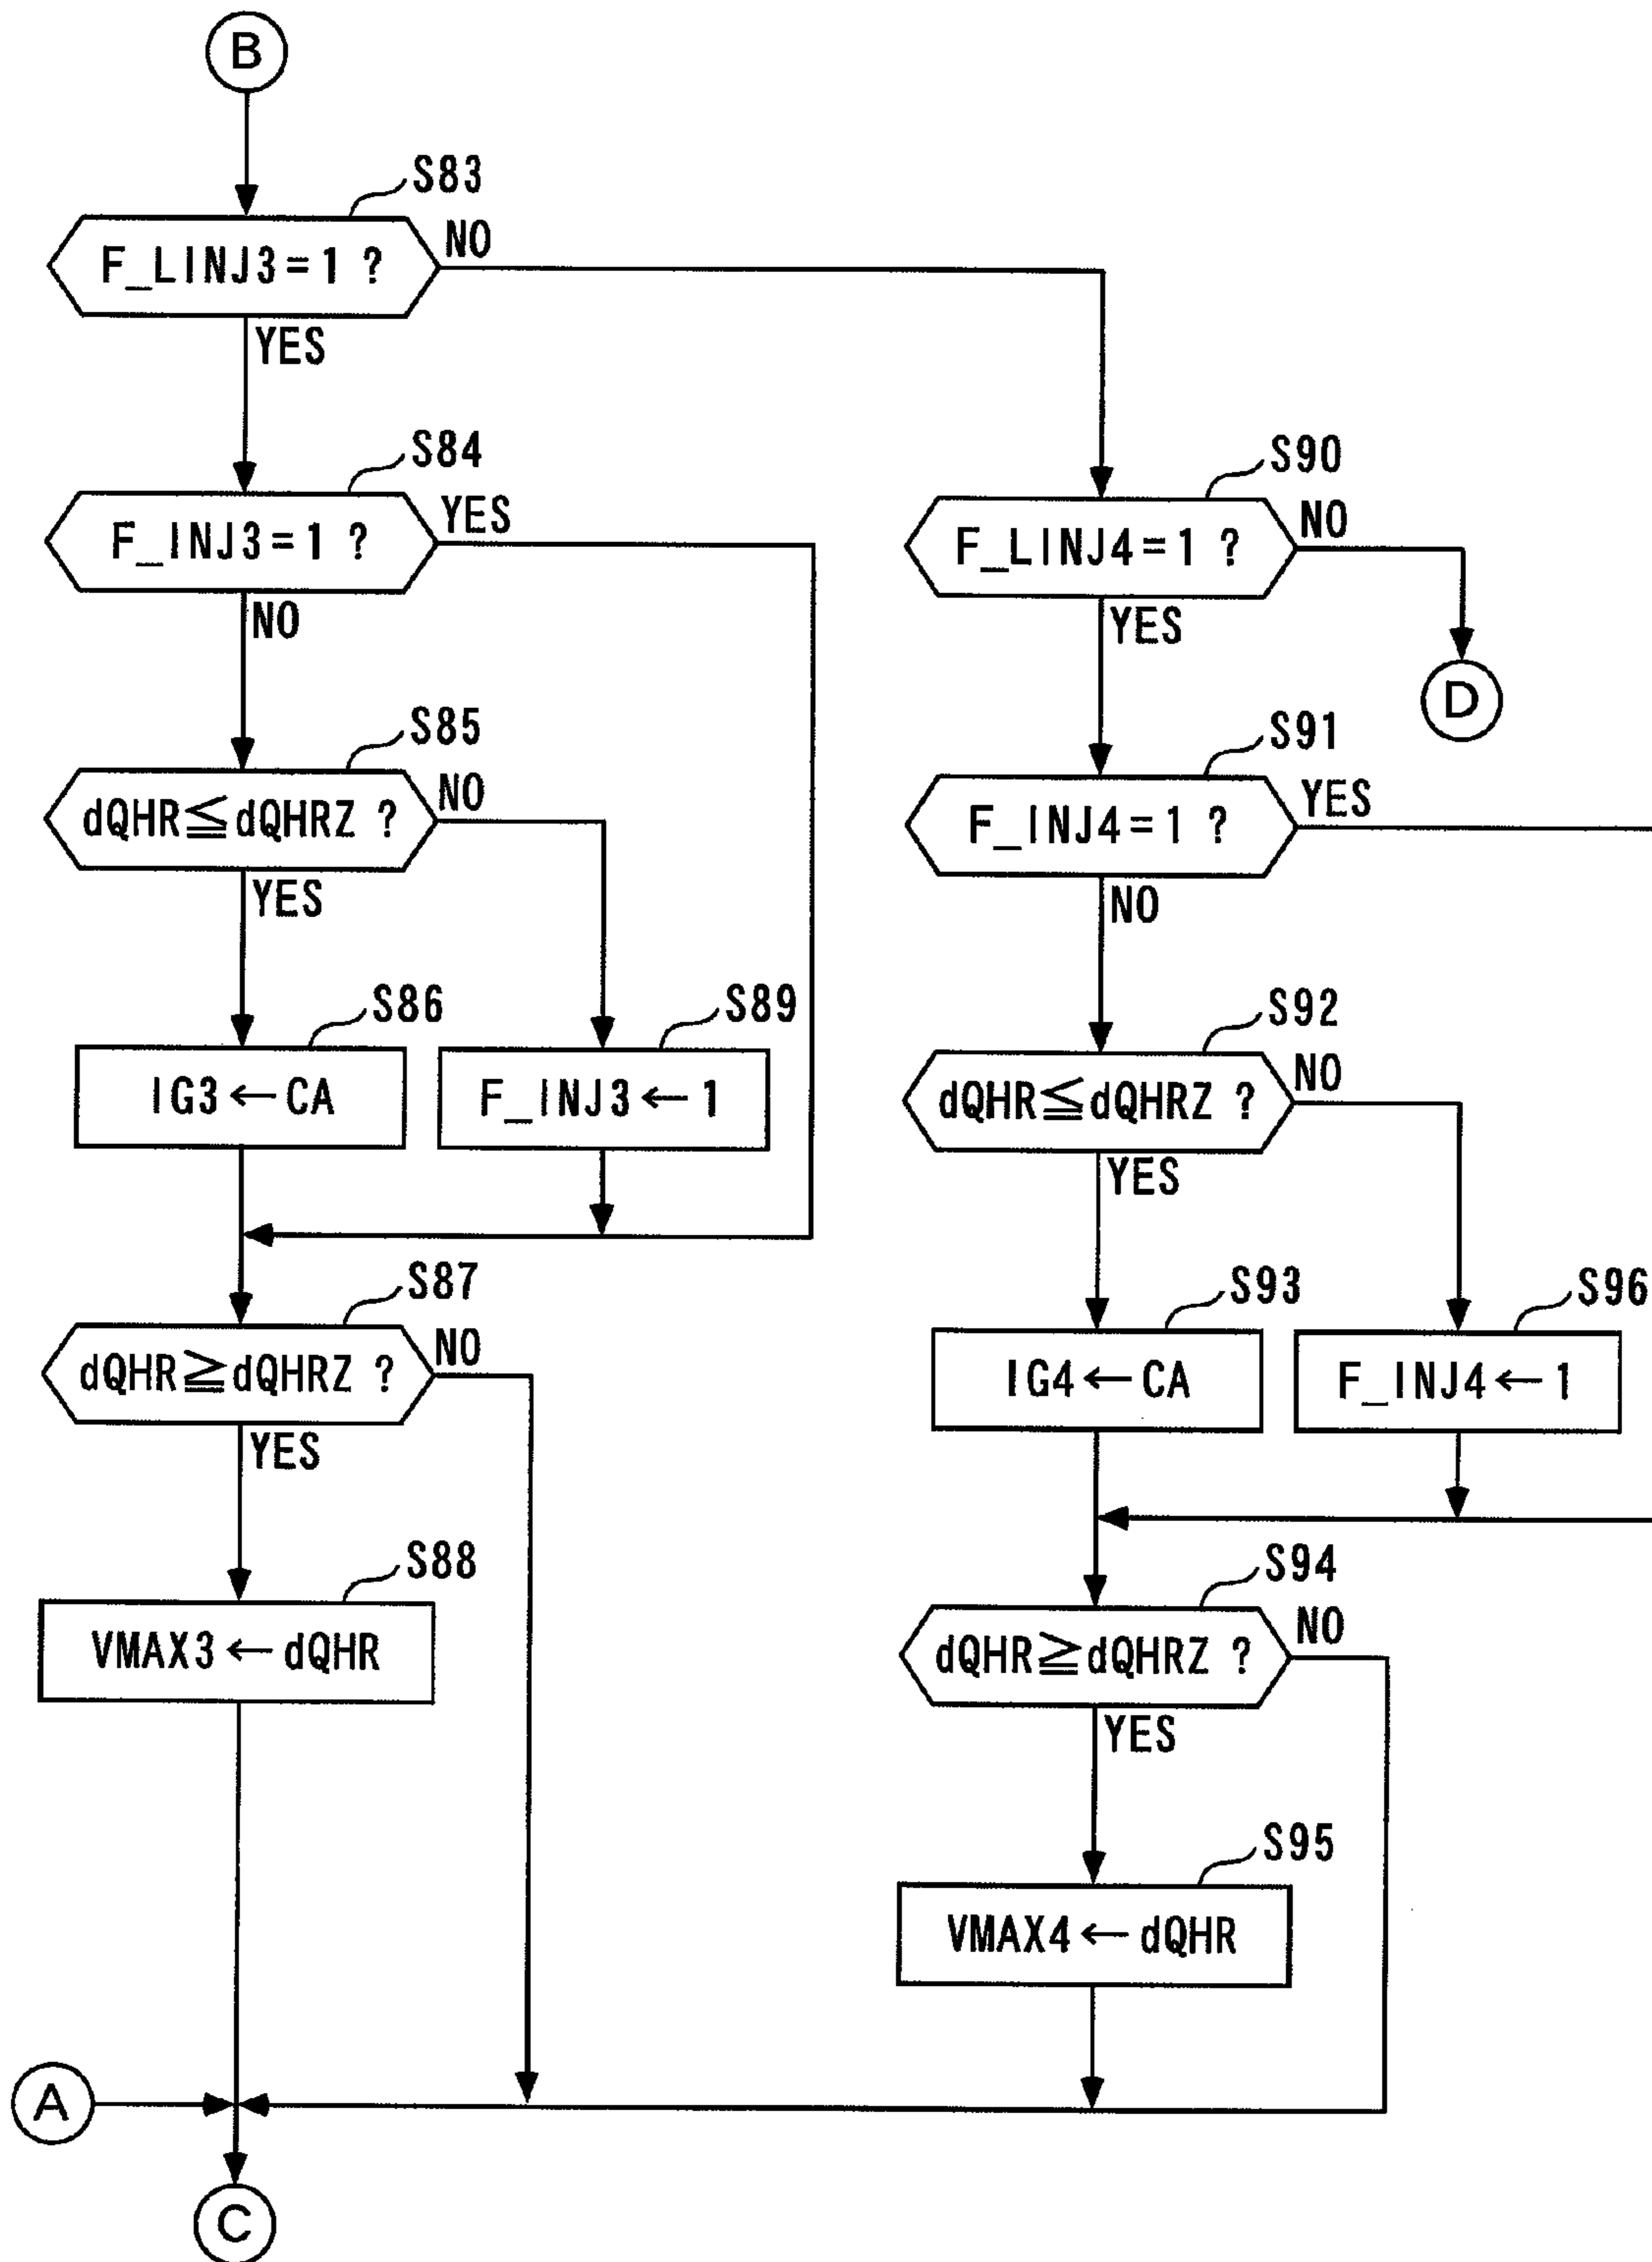 B
S83
F_LINJ3=1 ?
NO
YES
S84
F_INJ3=1 ?
YES
NO
S90
F_LINJ4=1 ?
NO
YES
D
S85
dQHR≦dQHRZ ?
NO
YES
S91
F_INJ4=1 ?
YES
NO
S86
IG3←CA
S89
F_INJ3←1
S92
dQHR≦dQHRZ ?
NO
YES
S87
dQHR≧dQHRZ ?
NO
YES
S93
IG4←CA
S96
F_INJ4←1
S88
VMAX3←dQHR
S94
dQHR≧dQHRZ ?
NO
YES
S95
VMAX4←dQHR
A
C